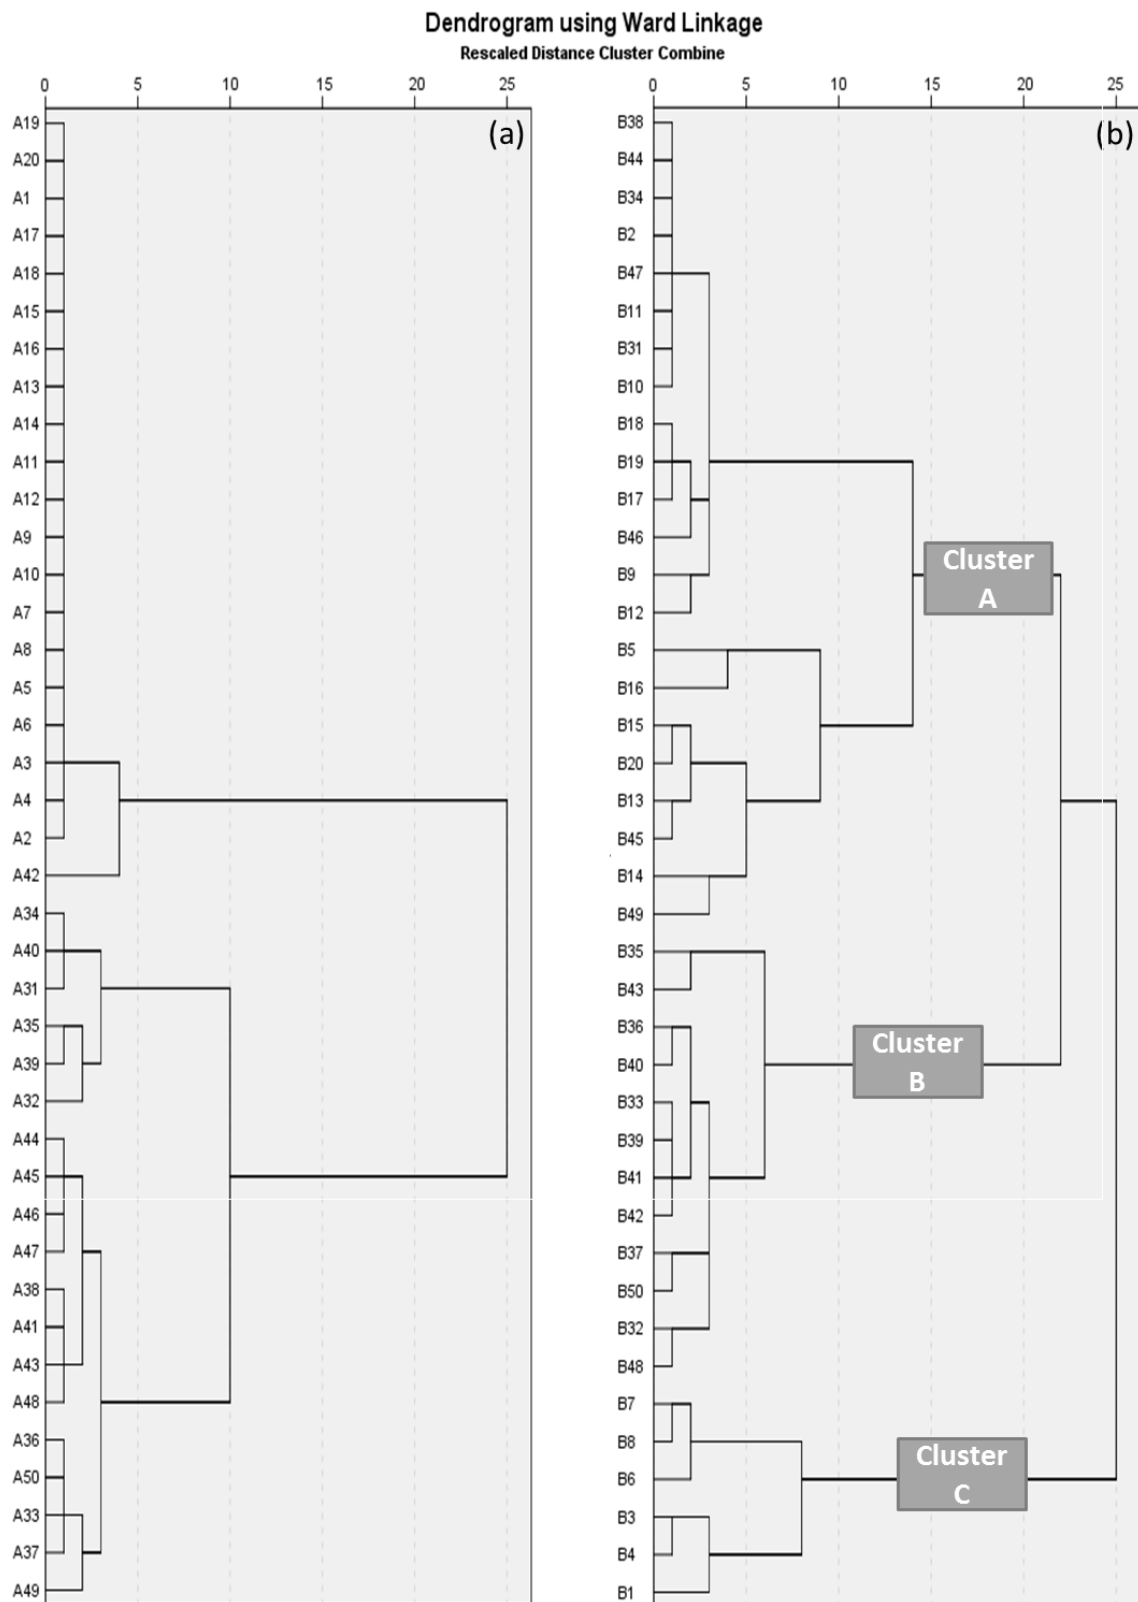 Dendrogram using Ward Linkage
Rescaled Distance Cluster Combine
0 5 10 15 20 25
(a)
A19
A20
A1
A17
A18
A15
A16
A13
A14
A11
A12
A9
A10
A7
A8
A5
A6
A3
A4
A2
A42
A34
A40
A31
A35
A39
A32
A44
A45
A46
A47
A38
A41
A43
A48
A36
A50
A33
A37
A49
0 5 10 15 20 25
(b)
B38
B44
B34
B2
B47
B11
B31
B10
B18
B19
B17
B46
B9
B12
B5
B16
B15
B20
B13
B45
B14
B49
B35
B43
B36
B40
B33
B39
B41
B42
B37
B50
B32
B48
B7
B8
B6
B3
B4
B1
Cluster
A
Cluster
B
Cluster
C